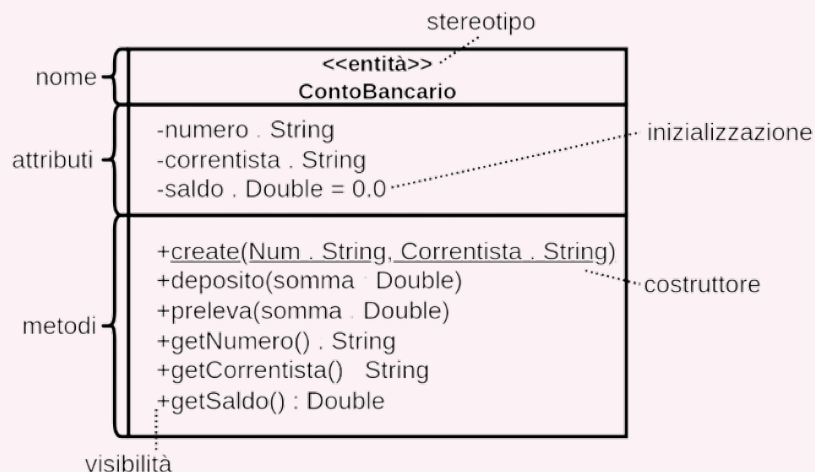 stereotipo
nome
<<entità>>
ContoBancario
attributi
-numero . String
-correntista . String
-saldo . Double = 0.0
inizializzazione
metodi
+create(Num . String, Correntista . String)
+deposito(somma . Double)
+preleva(somma . Double)
+getNumero() . String
+getCorrentista() String
+getSaldo() : Double
costruttore
visibilità